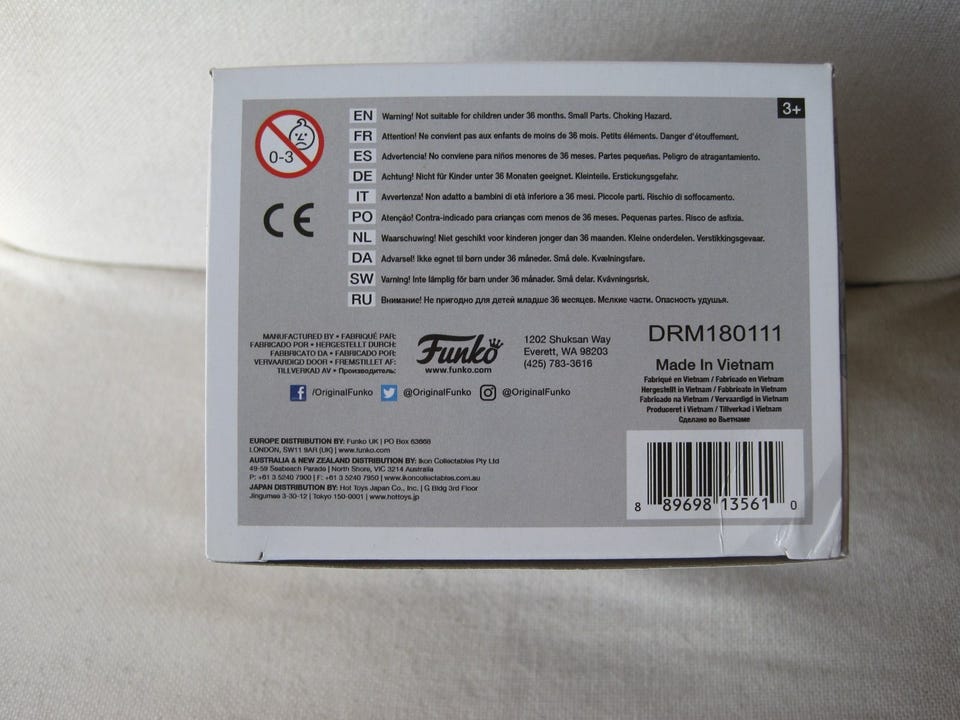 3+
0-3
EN Warning! Not suitable for children under 36 months. Small Parts. Choking Hazard.
FR Attention! Ne convient pas aux enfants de moins de 36 mois. Petits éléments. Danger d'étouffement.
ES Advertencia! No conviene para niños menores de 36 meses. Partes pequeñas. Peligro de atragantamiento.
DE Achtung! Nicht für Kinder unter 36 Monaten geeignet. Kleinteile. Erstickungsgefahr.
IT Avvertenza! Non adatto a bambini di età inferiore a 36 mesi. Piccole parti. Rischio di soffocamento.
PO Atenção! Contra-indicado para crianças com menos de 36 meses. Pequenas partes. Risco de asfixia.
NL Waarschuwing! Niet geschikt voor kinderen jonger dan 36 maanden. Kleine onderdelen. Verstikkingsgevaar.
DA Advarsel! Ikke egnet til børn under 36 måneder. Små dele. Kvælningsfare.
SW Varning! Inte lämplig för barn under 36 månader. Små delar. Kvävningsrisk.
RU Внимание! Не пригодно для детей младше 36 месяцев. Мелкие части. Опасность удушья.
CE
MANUFACTURED BY • FABRIQUÉ PAR:
FABRICADO POR • HERGESTELLT DURCH:
FABBRICATO DA • FABRICADO POR:
VERVAARDIGD DOOR • FREMSTILLET AF:
TILLVERKAD AV • Производитель:
Funko
www.funko.com
1202 Shuksan Way
Everett, WA 98203
(425) 783-3616
/OriginalFunko @OriginalFunko @OriginalFunko
DRM180111
Made In Vietnam
Fabriqué en Vietnam / Fabricado en Vietnam
Hergestellt in Vietnam / Fabbricato in Vietnam
Fabricado na Vietnam / Vervaardigd in Vietnam
Produceret i Vietnam / Tillverkad i Vietnam
Сделано во Вьетнаме
EUROPE DISTRIBUTION BY: Funko UK | PO Box 63668
LONDON, SW11 9AR (UK) | www.funko.com
AUSTRALIA & NEW ZEALAND DISTRIBUTION BY: Ikon Collectables Pty Ltd
49-59 Seabeach Parade | North Shore, VIC 3214 Australia
P: +61 3 5240 7900 | F: +61 3 5240 7950 | www.ikoncollectables.com.au
JAPAN DISTRIBUTION BY: Hot Toys Japan Co., Inc. | G Bldg 3rd Floor
Jingumae 3-30-12 | Tokyo 150-0001 | www.hottoys.jp
8 89698 13561 0